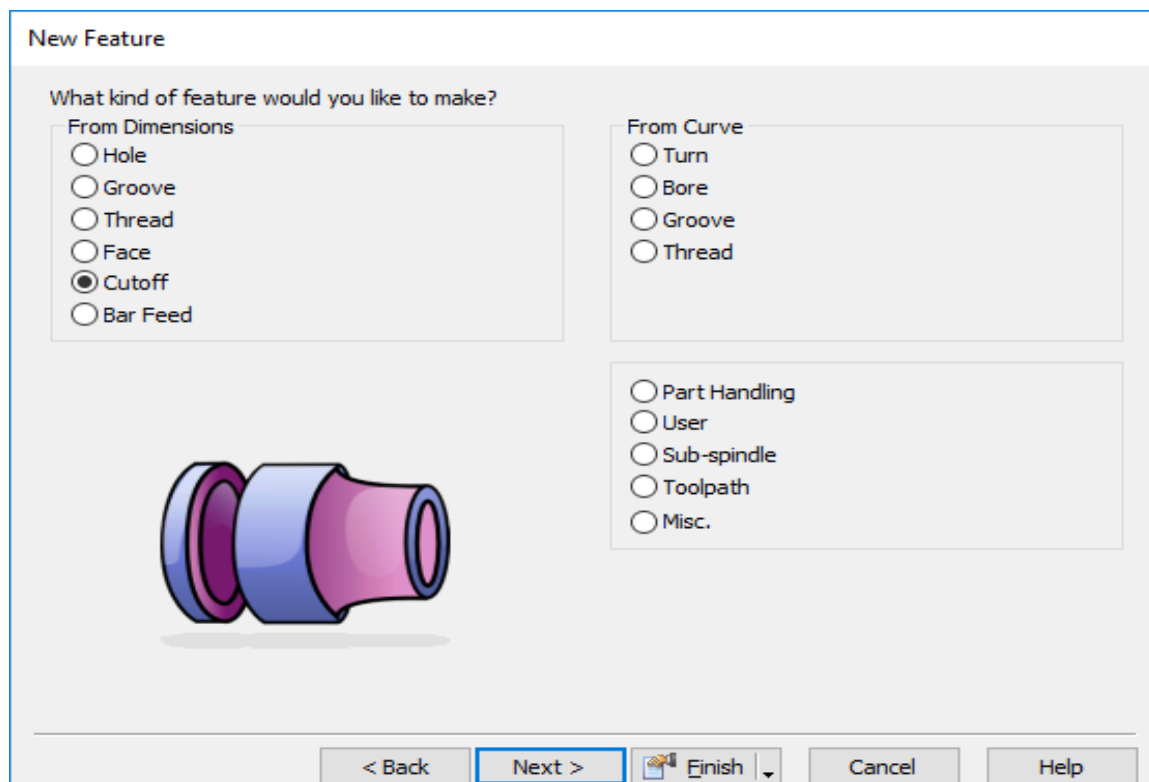 New Feature
What kind of feature would you like to make?
From Dimensions
Hole
Groove
Thread
Face
Cutoff
Bar Feed
From Curve
Turn
Bore
Groove
Thread
Part Handling
User
Sub-spindle
Toolpath
Misc.
< Back
Next >
Finish
Cancel
Help